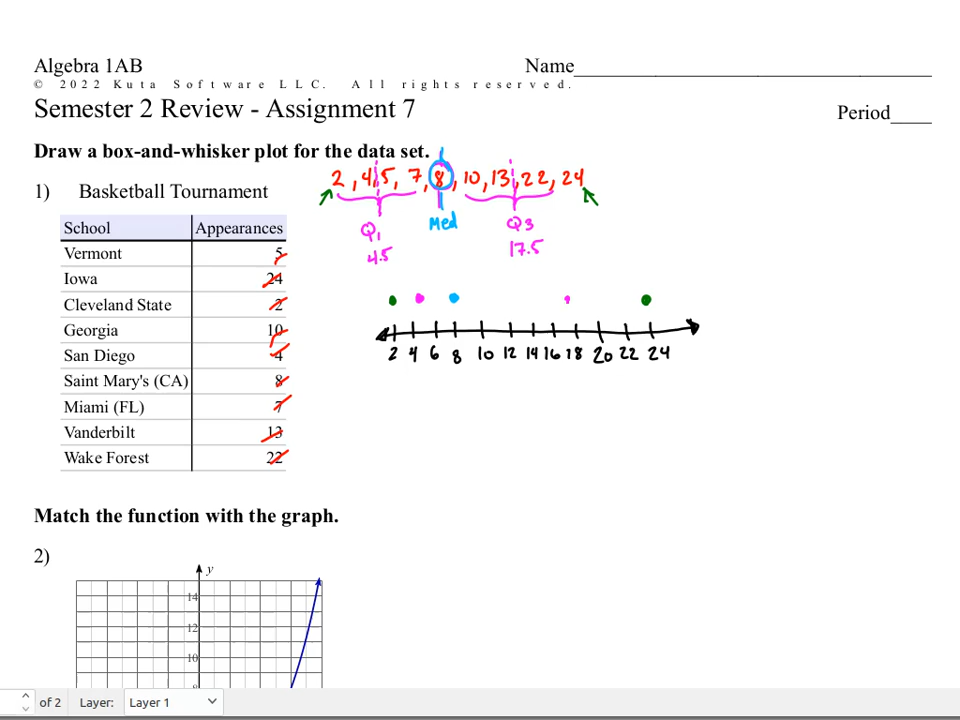 Algebra 1AB Name
© 2022 Kuta Software LLC. All rights reserved.
Semester 2 Review - Assignment 7 Period
Draw a box-and-whisker plot for the data set.
2, 4, 5, 7, 8, 10, 13, 22, 24
1) Basketball Tournament
Q1 Med Q3
4.5 17.5
School Appearances
Vermont 5
Iowa 24
Cleveland State 2
Georgia 10
San Diego 4
Saint Mary's (CA) 8
Miami (FL) 7
Vanderbilt 13
Wake Forest 22
2 4 6 8 10 12 14 16 18 20 22 24
Match the function with the graph.
2)
y
14
12
10
8
of 2 Layer: Layer 1